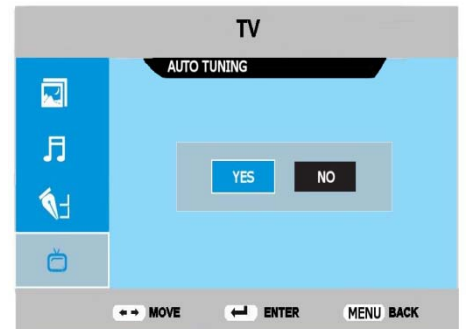 TV
AUTO TUNING
YES NO
MOVE ENTER MENU BACK